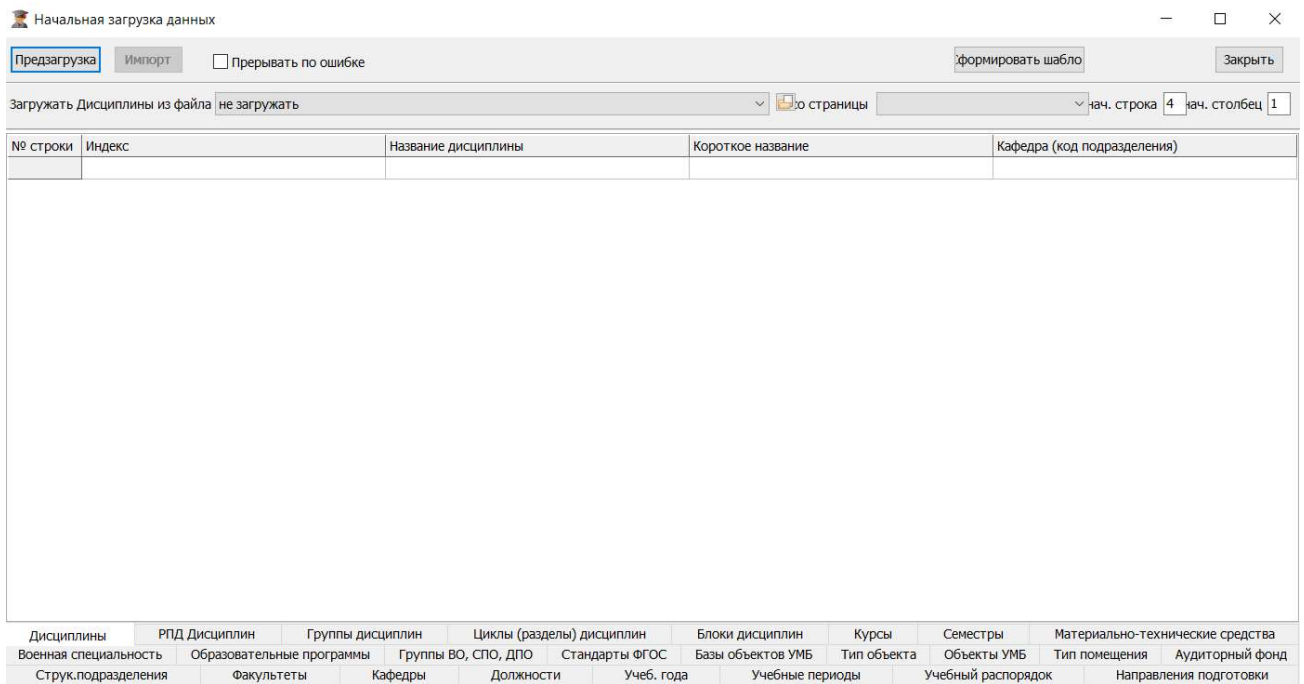 Начальная загрузка данных
Предзагрузка Импорт Прерывать по ошибке формировать шабло Закрыть
Загружать Дисциплины из файла не загружать со страницы нач. строка 4 нач. столбец 1
№ строки Индекс Название дисциплины Короткое название Кафедра (код подразделения)
Дисциплины РПД Дисциплин Группы дисциплин Циклы (разделы) дисциплин Блоки дисциплин Курсы Семестры Материально-технические средства
Военная специальность Образовательные программы Группы ВО, СПО, ДПО Стандарты ФГОС Базы объектов УМБ Тип объекта Объекты УМБ Тип помещения Аудиторный фонд
Струк.подразделения Факультеты Кафедры Должности Учеб. года Учебные периоды Учебный распорядок Направления подготовки